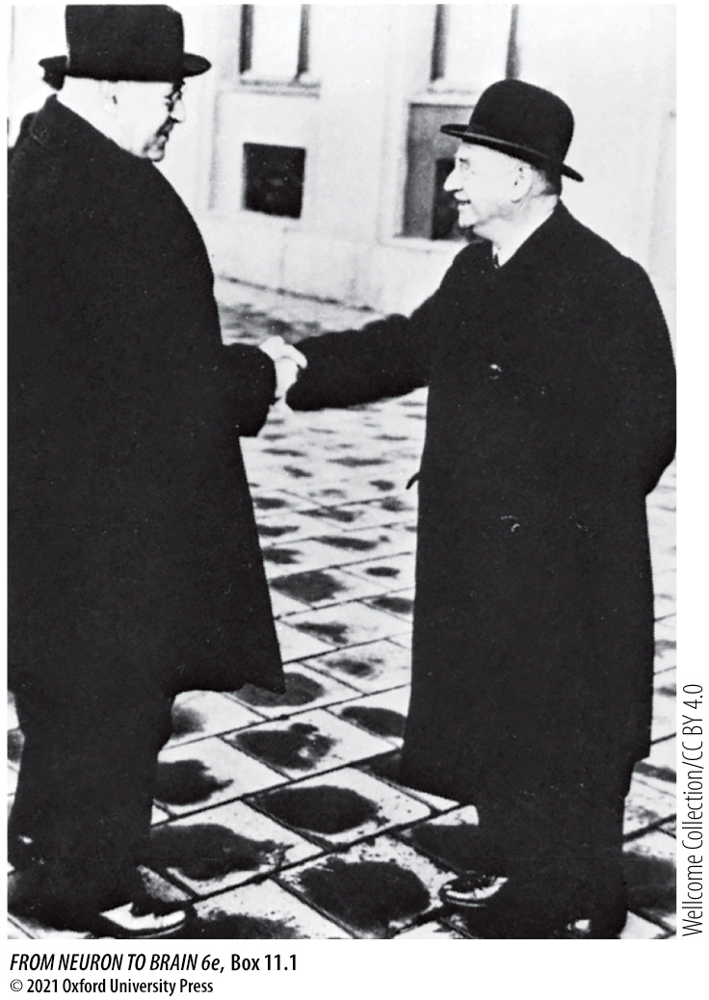 Wellcome Collection/CC BY 4.0
FROM NEURON TO BRAIN 6e, Box 11.1
© 2021 Oxford University Press